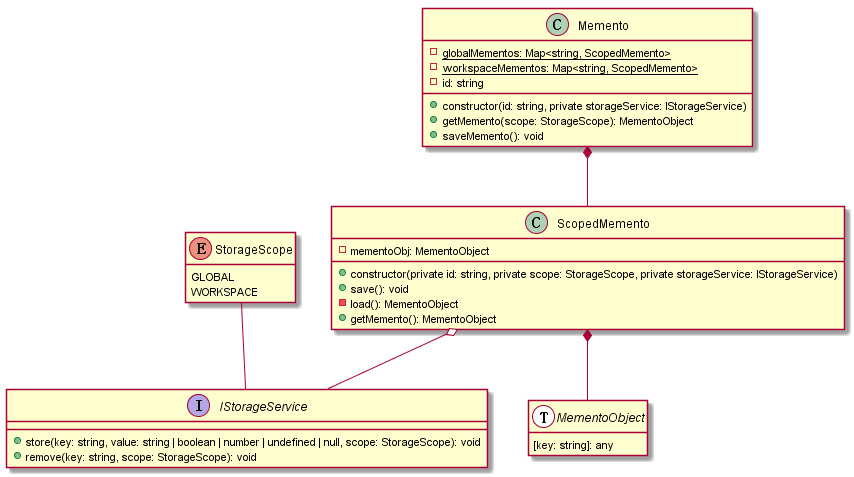 C Memento
globalMementos: Map<string, ScopedMemento>
workspaceMementos: Map<string, ScopedMemento>
id: string
constructor(id: string, private storageService: IStorageService)
getMemento(scope: StorageScope): MementoObject
saveMemento(): void
C ScopedMemento
mementoObj: MementoObject
constructor(private id: string, private scope: StorageScope, private storageService: IStorageService)
save(): void
load(): MementoObject
getMemento(): MementoObject
E StorageScope
GLOBAL
WORKSPACE
I IStorageService
store(key: string, value: string | boolean | number | undefined | null, scope: StorageScope): void
remove(key: string, scope: StorageScope): void
T MementoObject
[key: string]: any